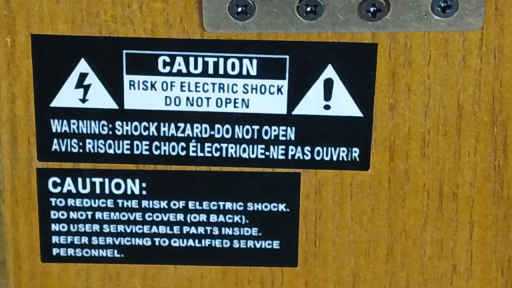 CAUTION
RISK OF ELECTRIC SHOCK
DO NOT OPEN
WARNING: SHOCK HAZARD-DO NOT OPEN
AVIS: RISQUE DE CHOC ÉLECTRIQUE-NE PAS OUVRIR
CAUTION:
TO REDUCE THE RISK OF ELECTRIC SHOCK.
DO NOT REMOVE COVER (OR BACK).
NO USER SERVICEABLE PARTS INSIDE.
REFER SERVICING TO QUALIFIED SERVICE
PERSONNEL.